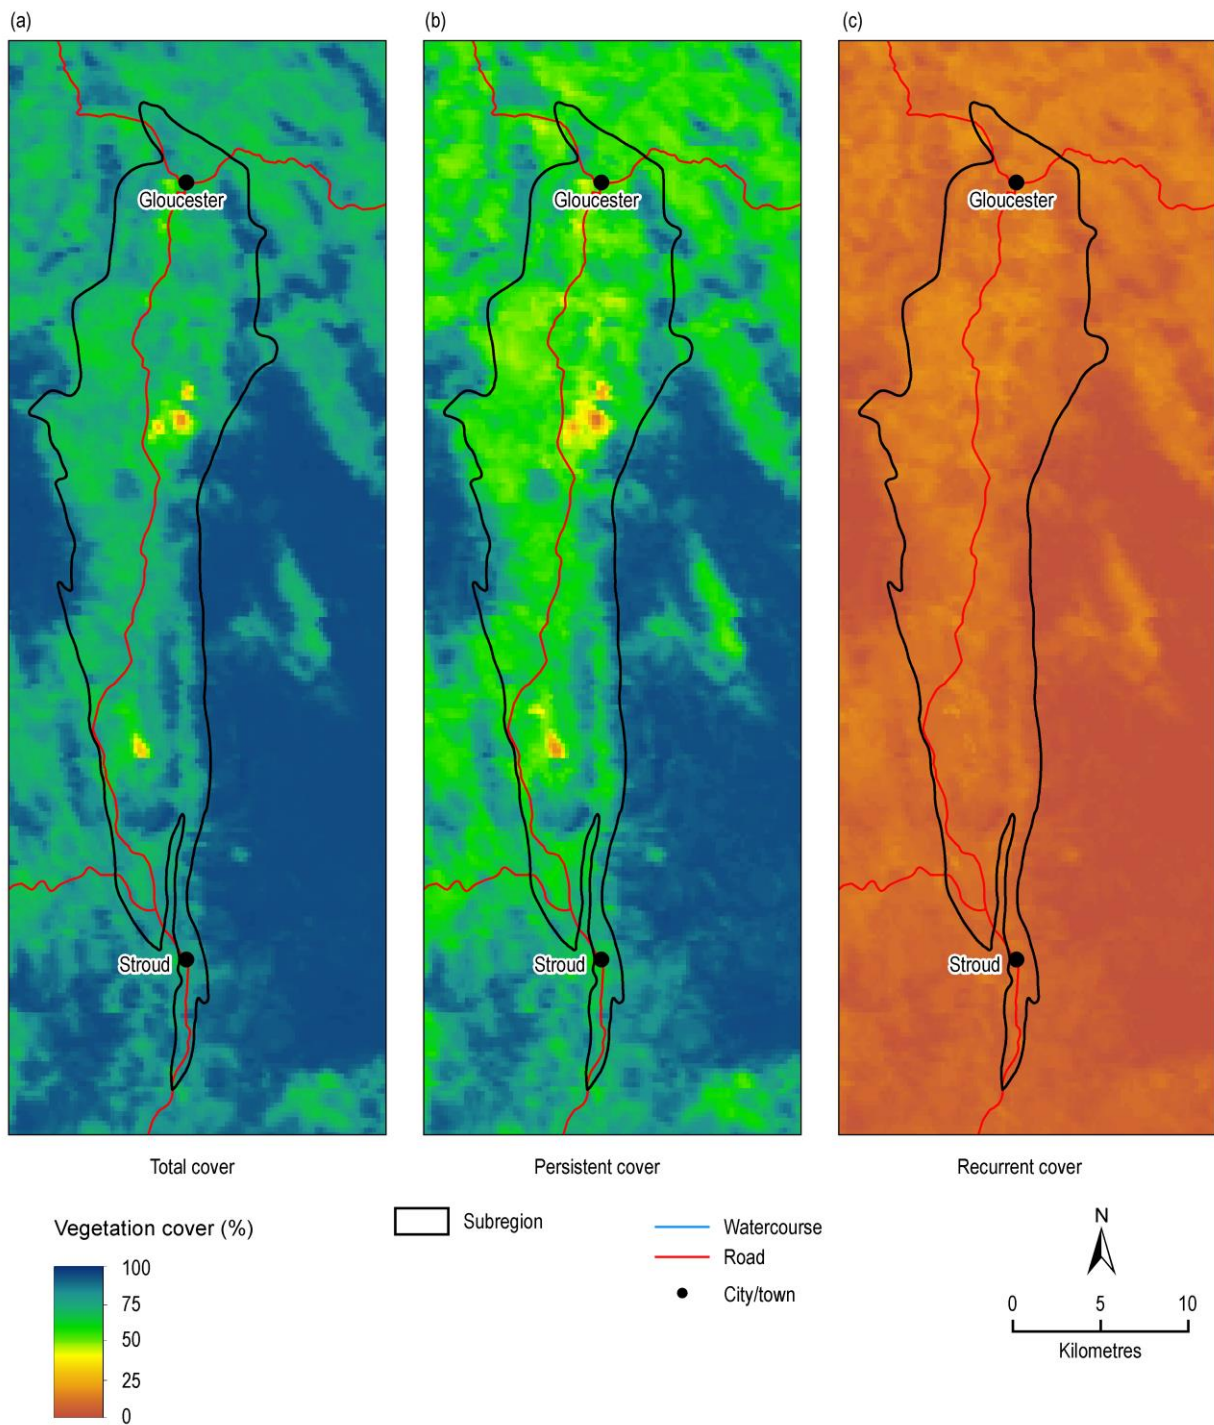 (a)
(b)
(c)
Gloucester
Gloucester
Gloucester
Stroud
Stroud
Stroud
Total cover
Persistent cover
Recurrent cover
Vegetation cover (%)
100
75
50
25
0
Subregion
Watercourse
Road
City/town
N
0 5 10
Kilometres